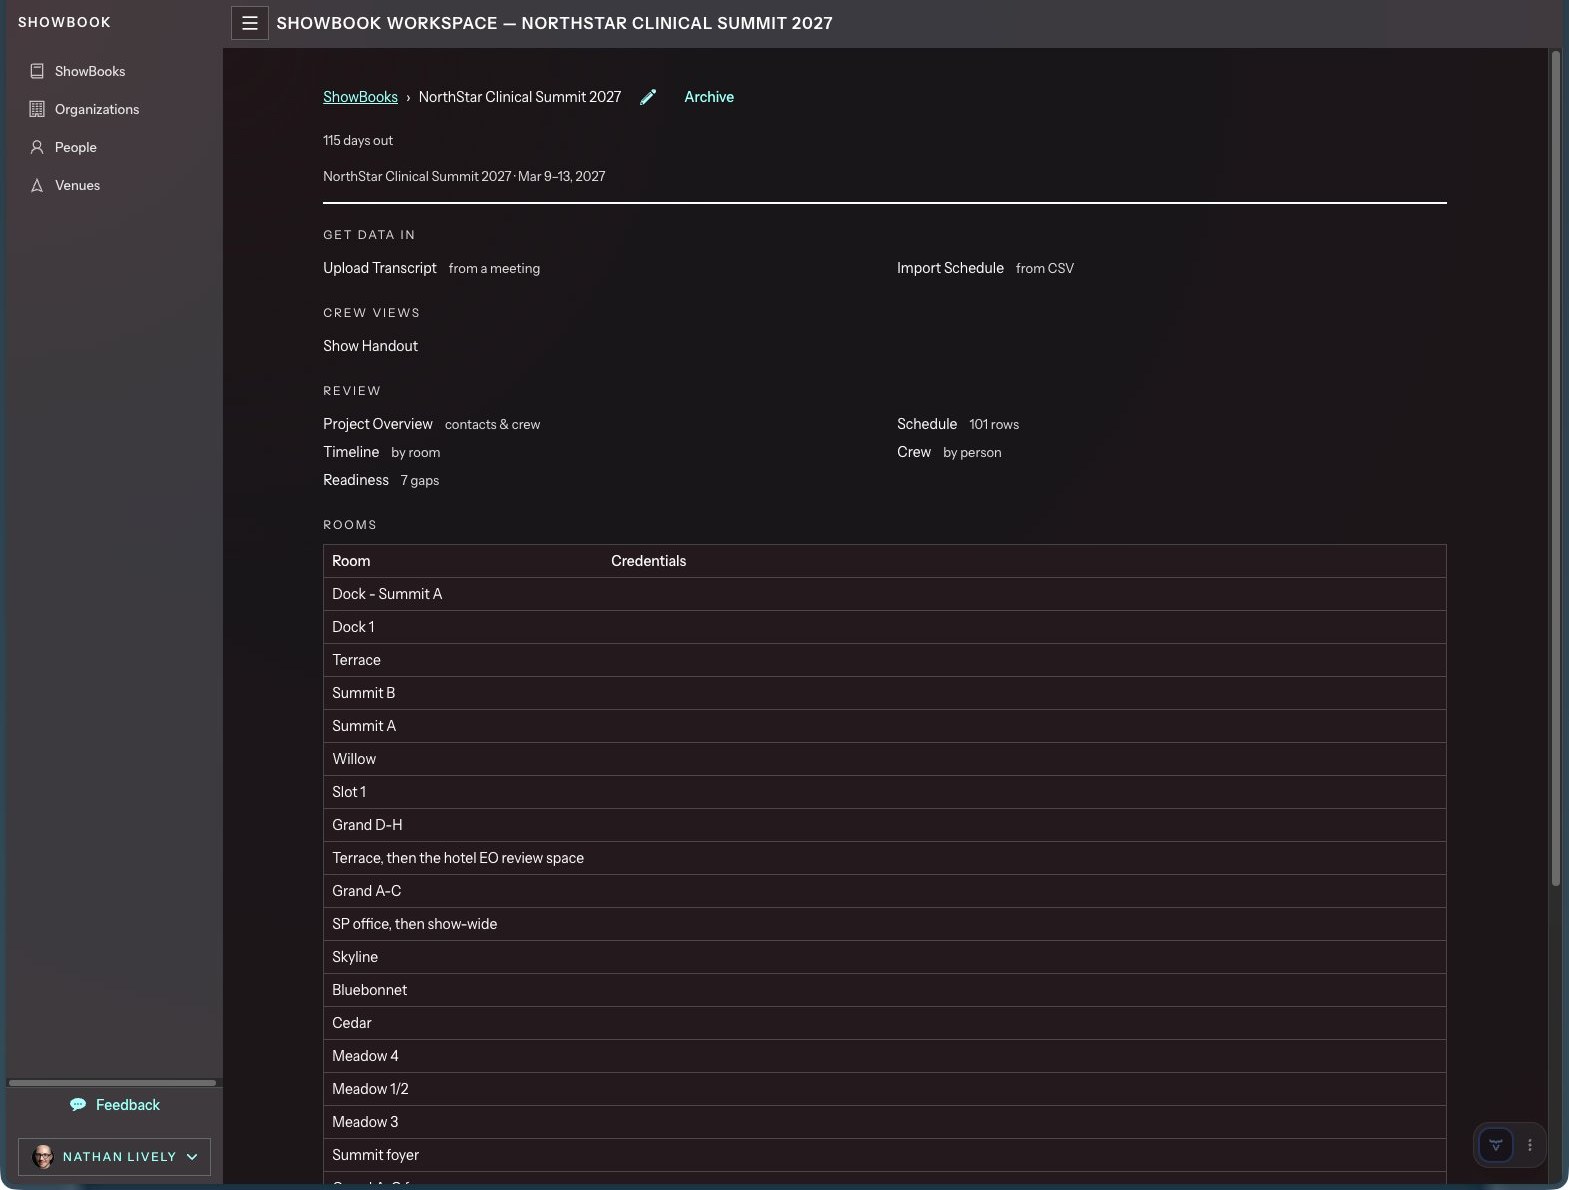 SHOWBOOK
SHOWBOOK WORKSPACE — NORTHSTAR CLINICAL SUMMIT 2027
ShowBooks
Organizations
People
Venues
ShowBooks › NorthStar Clinical Summit 2027 Archive
115 days out
NorthStar Clinical Summit 2027 · Mar 9–13, 2027
GET DATA IN
Upload Transcript from a meeting
Import Schedule from CSV
CREW VIEWS
Show Handout
REVIEW
Project Overview contacts & crew
Schedule 101 rows
Timeline by room
Crew by person
Readiness 7 gaps
ROOMS
Room Credentials
Dock - Summit A
Dock 1
Terrace
Summit B
Summit A
Willow
Slot 1
Grand D-H
Terrace, then the hotel EO review space
Grand A-C
SP office, then show-wide
Skyline
Bluebonnet
Cedar
Meadow 4
Meadow 1/2
Meadow 3
Summit foyer
Feedback
NATHAN LIVELY